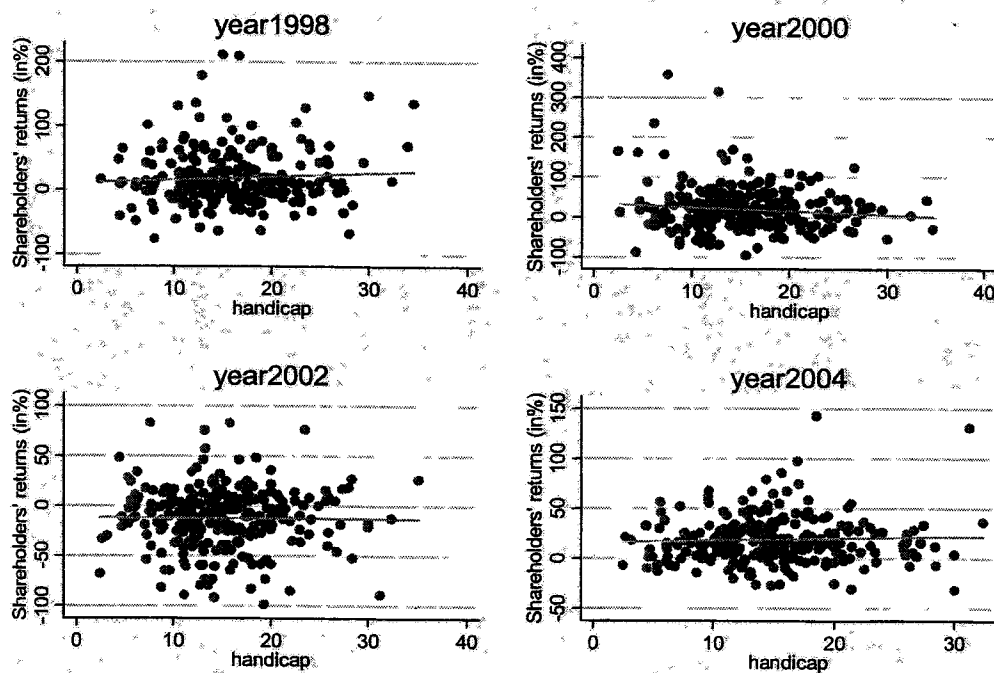 year1998
Shareholders' returns (in%)
200
100
0
-100
0 10 20 30 40
handicap
year2000
Shareholders' returns (in%)
400
300
200
100
0
-100
0 10 20 30 40
handicap
year2002
Shareholders' returns (in%)
100
50
0
-50
-100
0 10 20 30 40
handicap
year2004
Shareholders' returns (in%)
150
100
50
0
-50
0 10 20 30
handicap